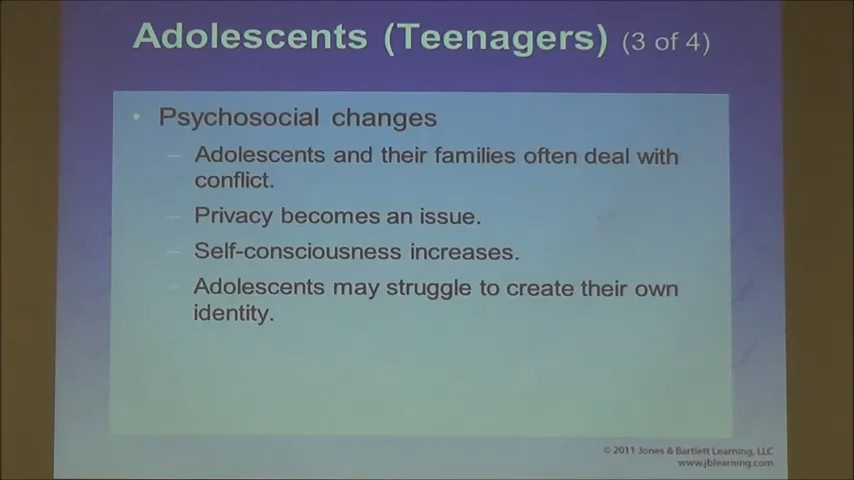 Adolescents (Teenagers) (3 of 4)
• Psychosocial changes
– Adolescents and their families often deal with
conflict.
– Privacy becomes an issue.
– Self-consciousness increases.
– Adolescents may struggle to create their own
identity.
© 2011 Jones & Bartlett Learning, LLC
www.jblearning.com